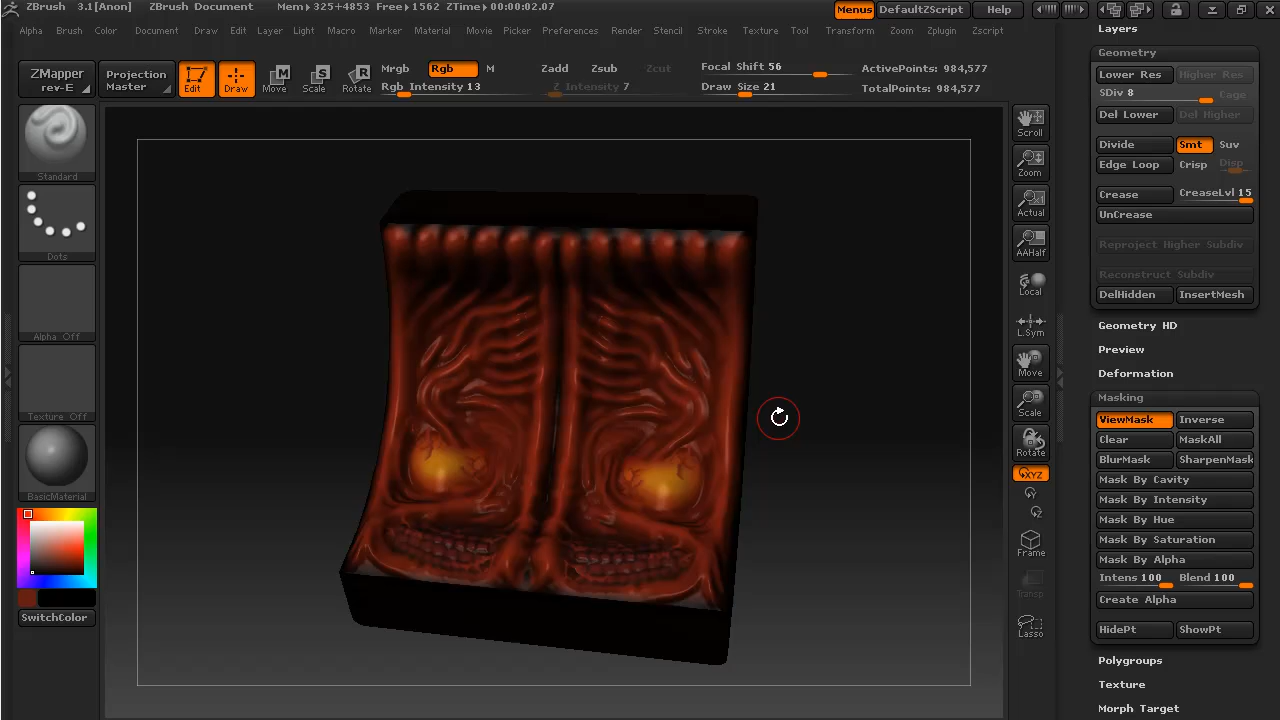 ZBrush 3.1[Anon] ZBrush Document Mem▸325+4853 Free▸1562 ZTime▸00:00:02.07 Menus DefaultZScript Help
Alpha Brush Color Document Draw Edit Layer Light Macro Marker Material Movie Picker Preferences Render Stencil Stroke Texture Tool Transform Zoom Zplugin Zscript
ZMapper
rev-E
Projection
Master
Edit
Draw
Move
Scale
Rotate
Mrgb Rgb M
Rgb Intensity 13
Zadd Zsub Zcut
Z Intensity 7
Focal Shift 56
Draw Size 21
ActivePoints: 984,577
TotalPoints: 984,577
Standard
Dots
Alpha Off
Texture Off
BasicMaterial
SwitchColor
Scroll
Zoom
Actual
AAHalf
Local
L.Sym
Move
Scale
Rotate
XYZ
Y
Z
Frame
Transp
Lasso
Layers
Geometry
Lower Res Higher Res
SDiv 8 Cage
Del Lower Del Higher
Divide Smt Suv
Edge Loop Crisp Disp
Crease CreaseLvl 15
UnCrease
Reproject Higher Subdiv
Reconstruct Subdiv
DelHidden InsertMesh
Geometry HD
Preview
Deformation
Masking
ViewMask Inverse
Clear MaskAll
BlurMask SharpenMask
Mask By Cavity
Mask By Intensity
Mask By Hue
Mask By Saturation
Mask By Alpha
Intens 100 Blend 100
Create Alpha
HidePt ShowPt
Polygroups
Texture
Morph Target